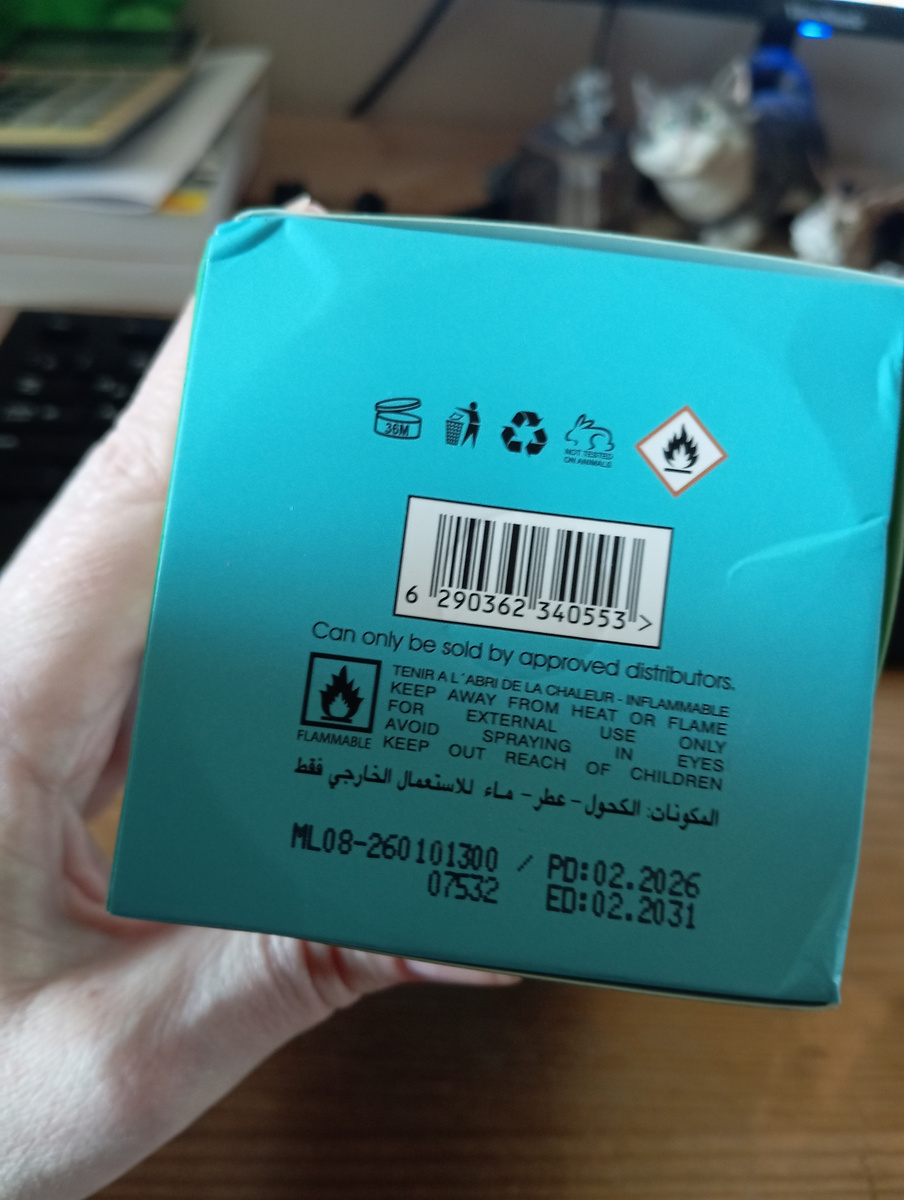 36M
NOT TESTED
ON ANIMALS
6 290362 340553 >
Can only be sold by approved distributors.
TENIR A L´ABRI DE LA CHALEUR - INFLAMMABLE
KEEP AWAY FROM HEAT OR FLAME
FOR EXTERNAL USE ONLY
AVOID SPRAYING IN EYES
KEEP OUT REACH OF CHILDREN
FLAMMABLE
المكونات: الكحول - عطر - ماء للاستعمال الخارجي فقط
ML08-260101300 / PD:02.2026
07532 ED:02.2031